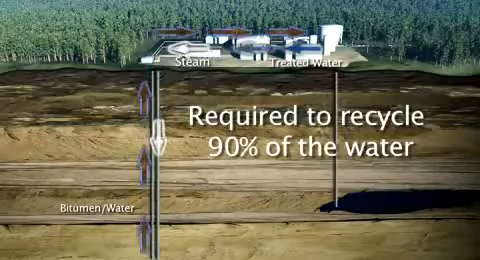 Steam
Treated Water
Required to recycle
90% of the water
Bitumen/Water